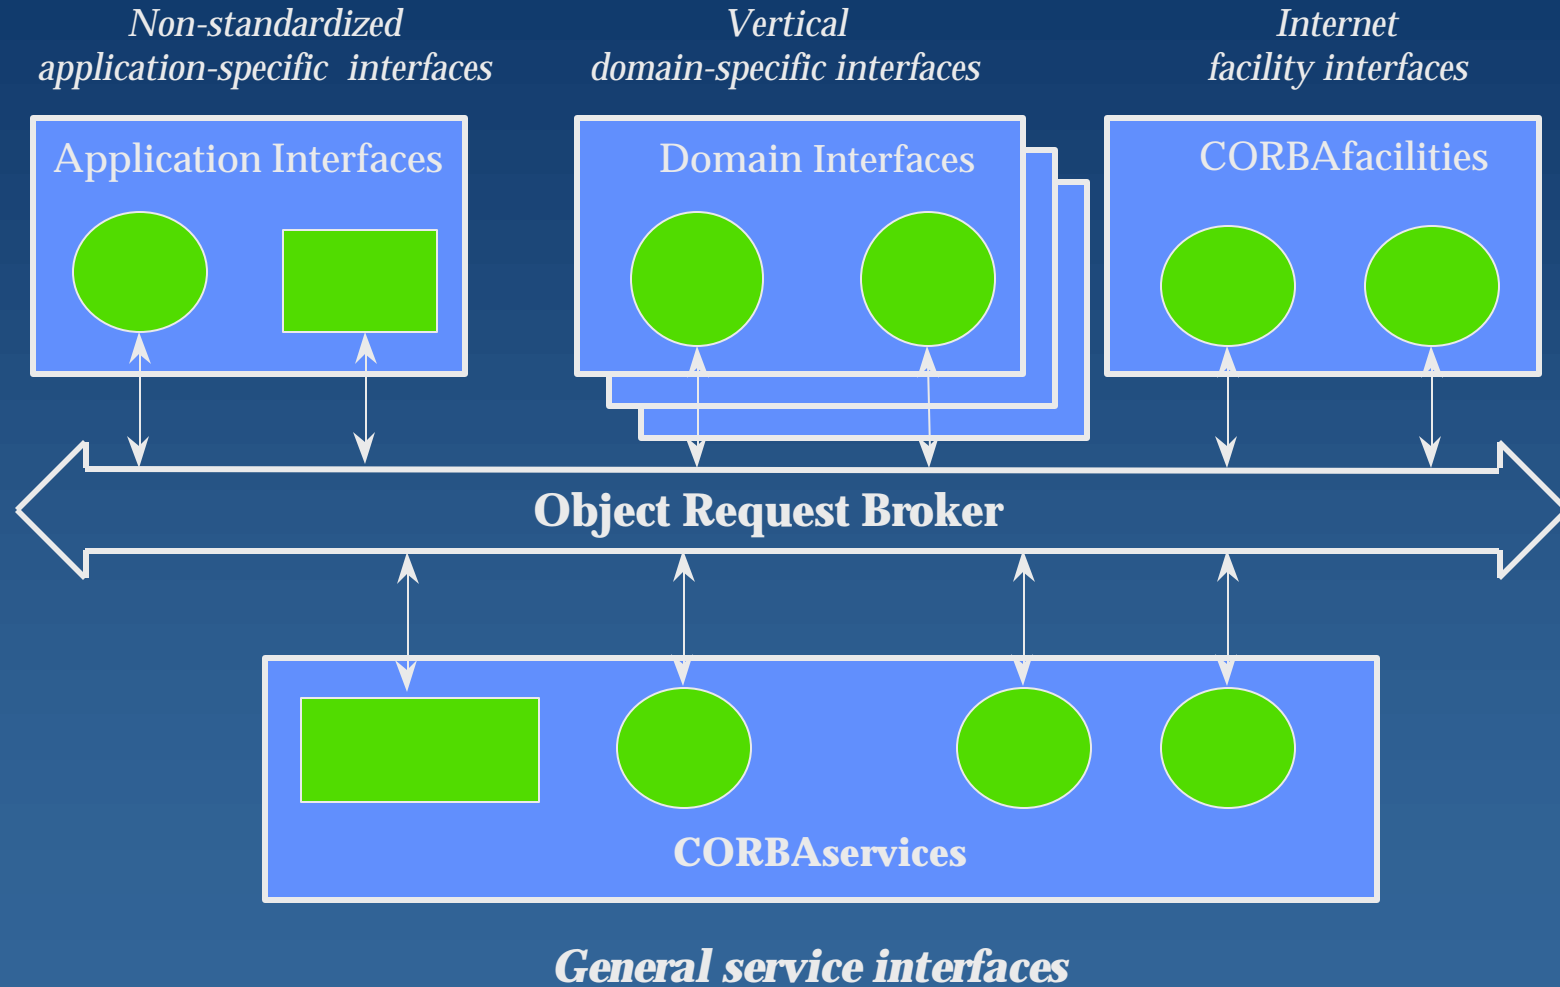 Non-standardized
application-specific interfaces
Vertical
domain-specific interfaces
Internet
facility interfaces
Application Interfaces
Domain Interfaces
CORBAfacilities
Object Request Broker
CORBAservices
General service interfaces